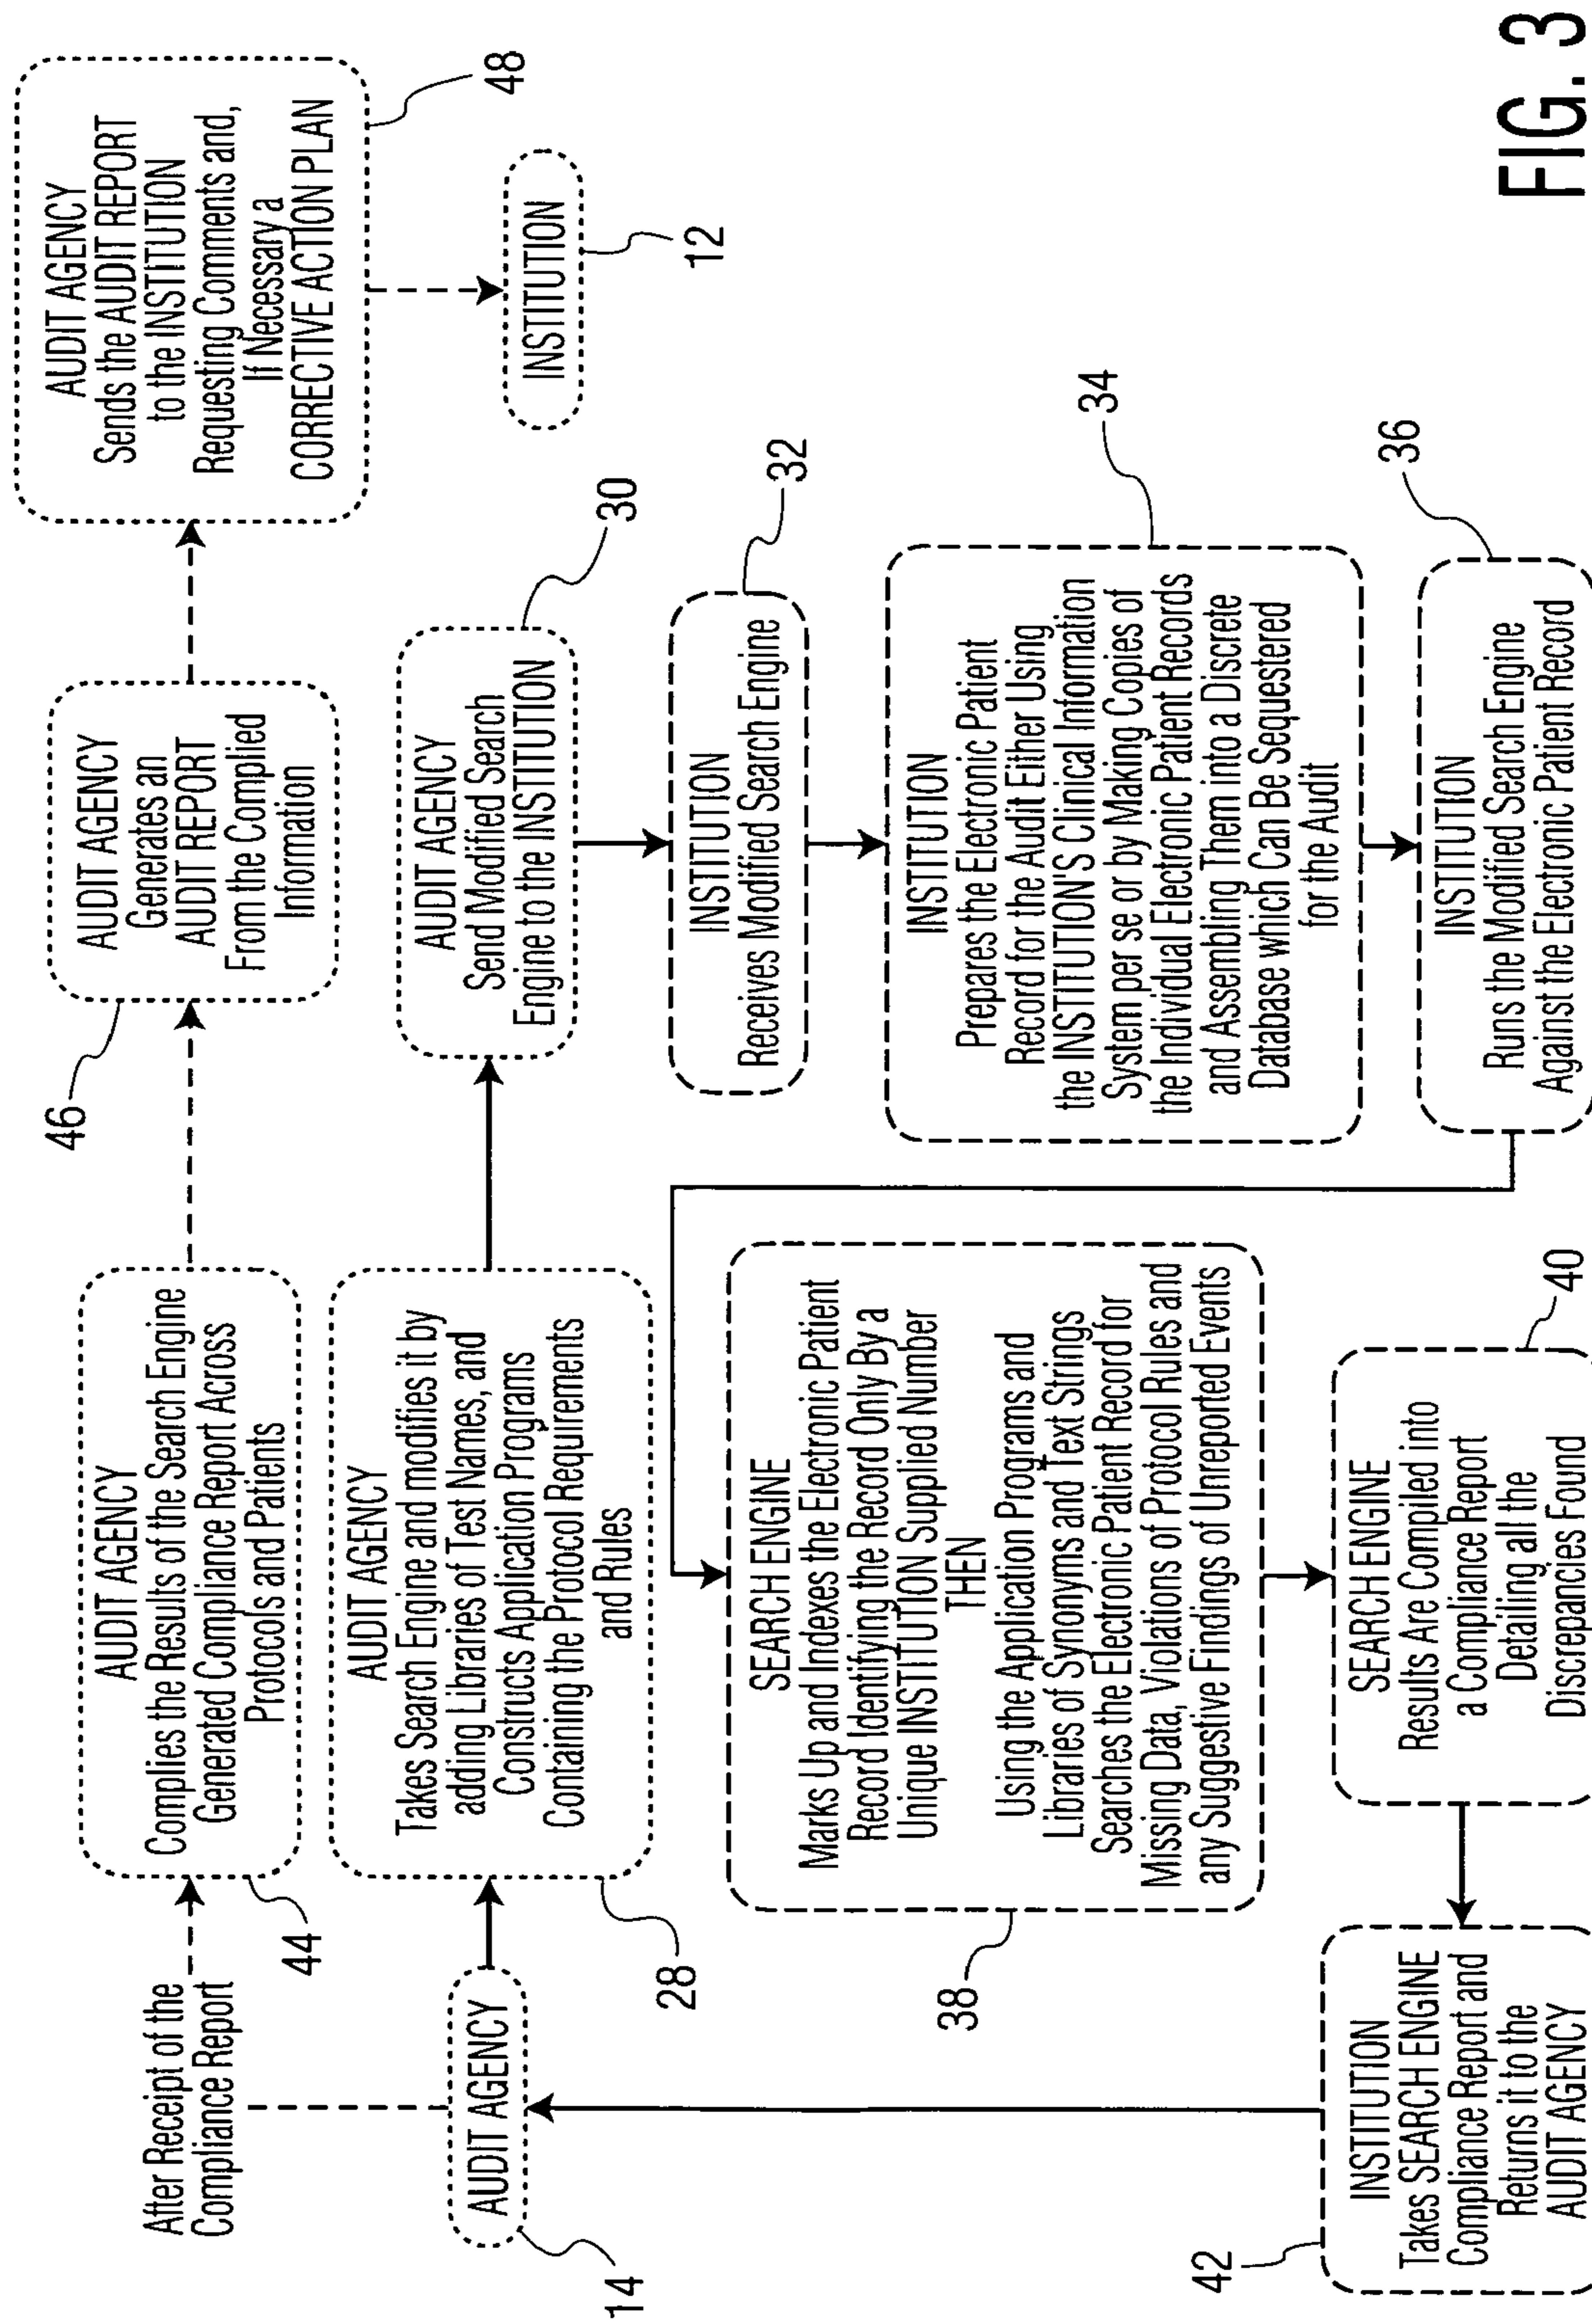 After Receipt of the
Compliance Report
AUDIT AGENCY
Complies the Results of the Search Engine
Generated Compliance Report Across
Protocols and Patients
44
AUDIT AGENCY
Generates an
AUDIT REPORT
From the Complied
Information
46
AUDIT AGENCY
Sends the AUDIT REPORT
to the INSTITUTION
Requesting Comments and,
If Necessary a
CORRECTIVE ACTION PLAN
48
INSTITUTION
12
AUDIT AGENCY
14
AUDIT AGENCY
Takes Search Engine and modifies it by
adding Libraries of Test Names, and
Constructs Application Programs
Containing the Protocol Requirements
and Rules
28
AUDIT AGENCY
Send Modified Search
Engine to the INSTITUTION
30
INSTITUTION
Receives Modified Search Engine
32
INSTITUTION
Prepares the Electronic Patient
Record for the Audit Either Using
the INSTITUTION'S Clinical Information
System per se or by Making Copies of
the Individual Electronic Patient Records
and Assembling Them into a Discrete
Database which Can Be Sequestered
for the Audit
34
INSTITUTION
Runs the Modified Search Engine
Against the Electronic Patient Record
36
SEARCH ENGINE
Marks Up and Indexes the Electronic Patient
Record Identifying the Record Only By a
Unique INSTITUTION Supplied Number
THEN
Using the Application Programs and
Libraries of Synonyms and Text Strings
Searches the Electronic Patient Record for
Missing Data, Violations of Protocol Rules and
any Suggestive Findings of Unreported Events
38
SEARCH ENGINE
Results Are Compiled into
a Compliance Report
Detailing all the
Discrepancies Found
40
INSTITUTION
Takes SEARCH ENGINE
Compliance Report and
Returns it to the
AUDIT AGENCY
42
FIG. 3